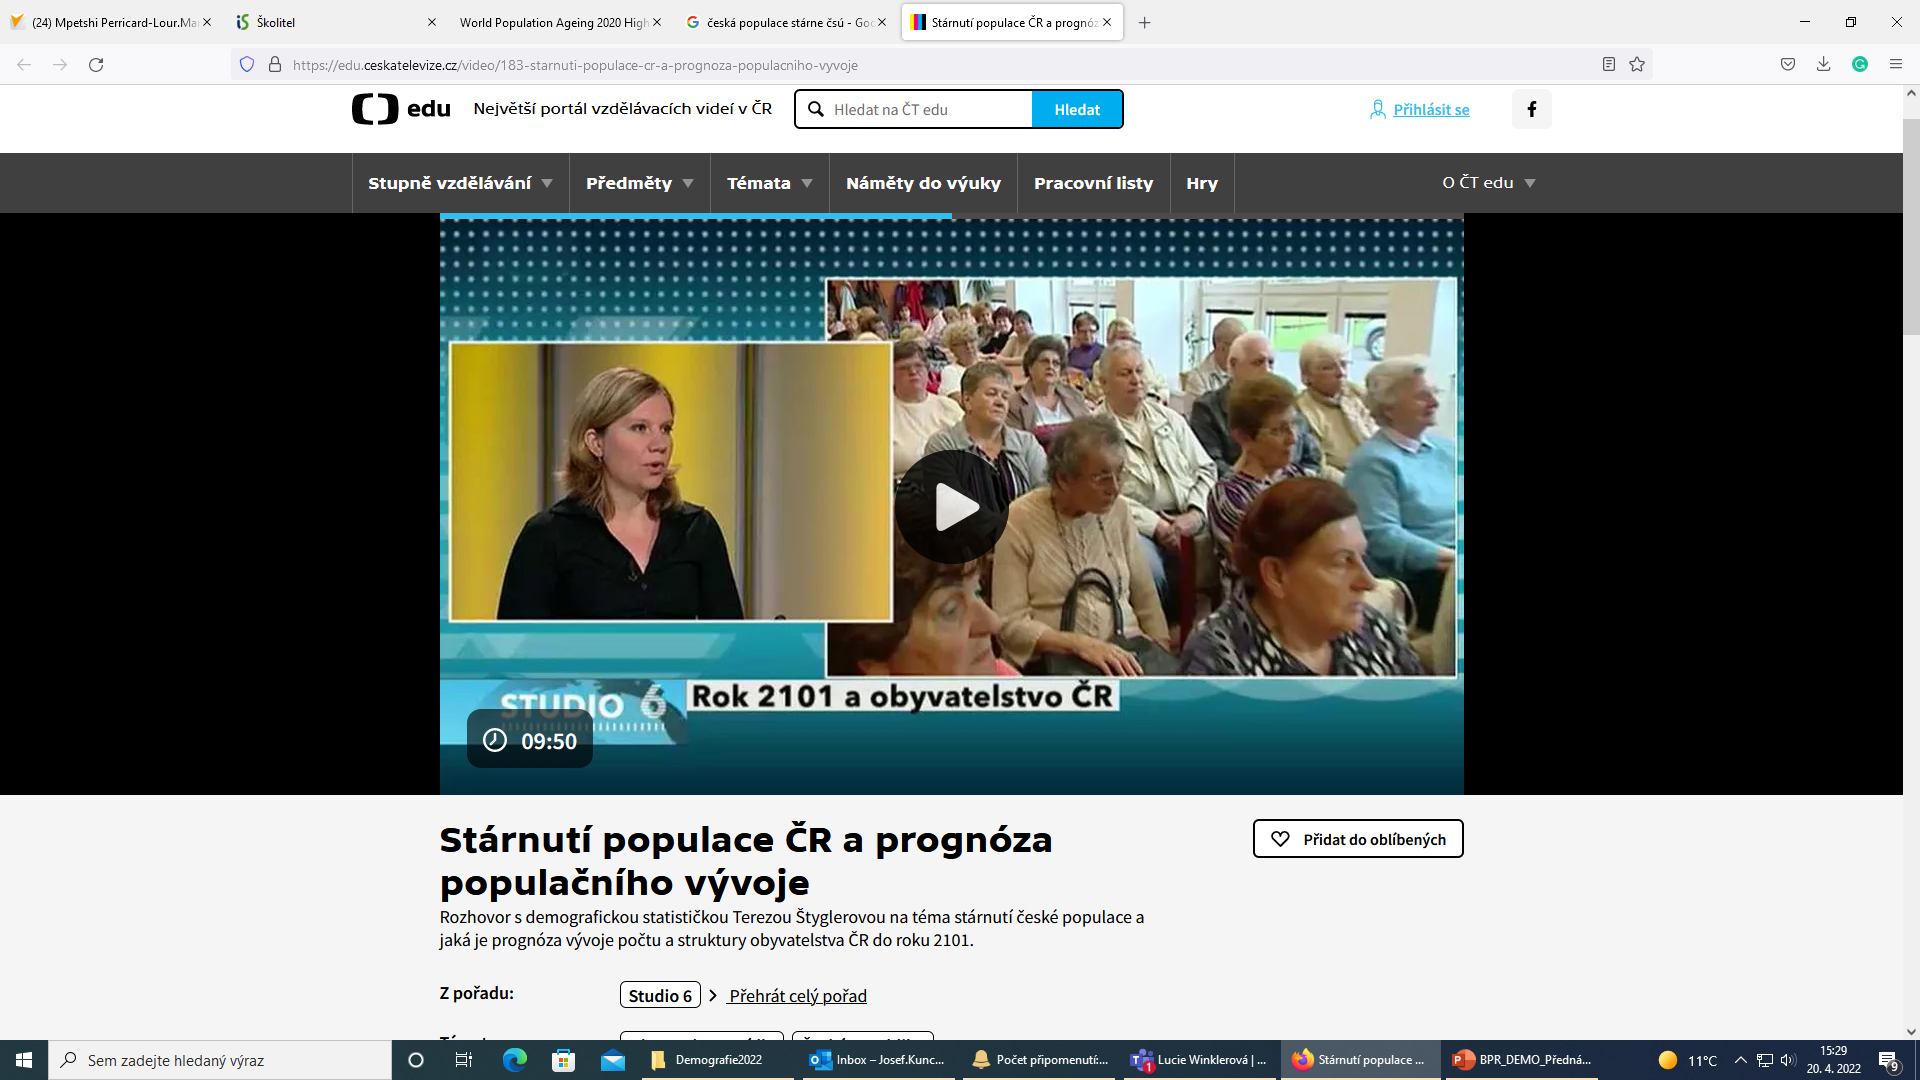 (24) Mpetshi Perricard-Lour.Mar
Školitel
World Population Ageing 2020 High
česká populace stárne čsú - Goo
Stárnutí populace ČR a prognóz
https://edu.ceskatelevize.cz/video/183-starnuti-populace-cr-a-prognoza-populacniho-vyvoje
edu
Největší portál vzdělávacích videí v ČR
Hledat na ČT edu
Hledat
Přihlásit se
Stupně vzdělávání
Předměty
Témata
Náměty do výuky
Pracovní listy
Hry
O ČT edu
STUDIO 6
Rok 2101 a obyvatelstvo ČR
09:50
Stárnutí populace ČR a prognóza
populačního vývoje
Přidat do oblíbených
Rozhovor s demografickou statističkou Terezou Štyglerovou na téma stárnutí české populace a
jaká je prognóza vývoje počtu a struktury obyvatelstva ČR do roku 2101.
Z pořadu:
Studio 6
Přehrát celý pořad
Sem zadejte hledaný výraz
Demografie2022
Inbox – Josef.Kunc...
Počet připomenutí:...
1
Lucie Winklerová | ...
Stárnutí populace ...
BPR_DEMO_Předná...
11°C
15:29
20. 4. 2022
9